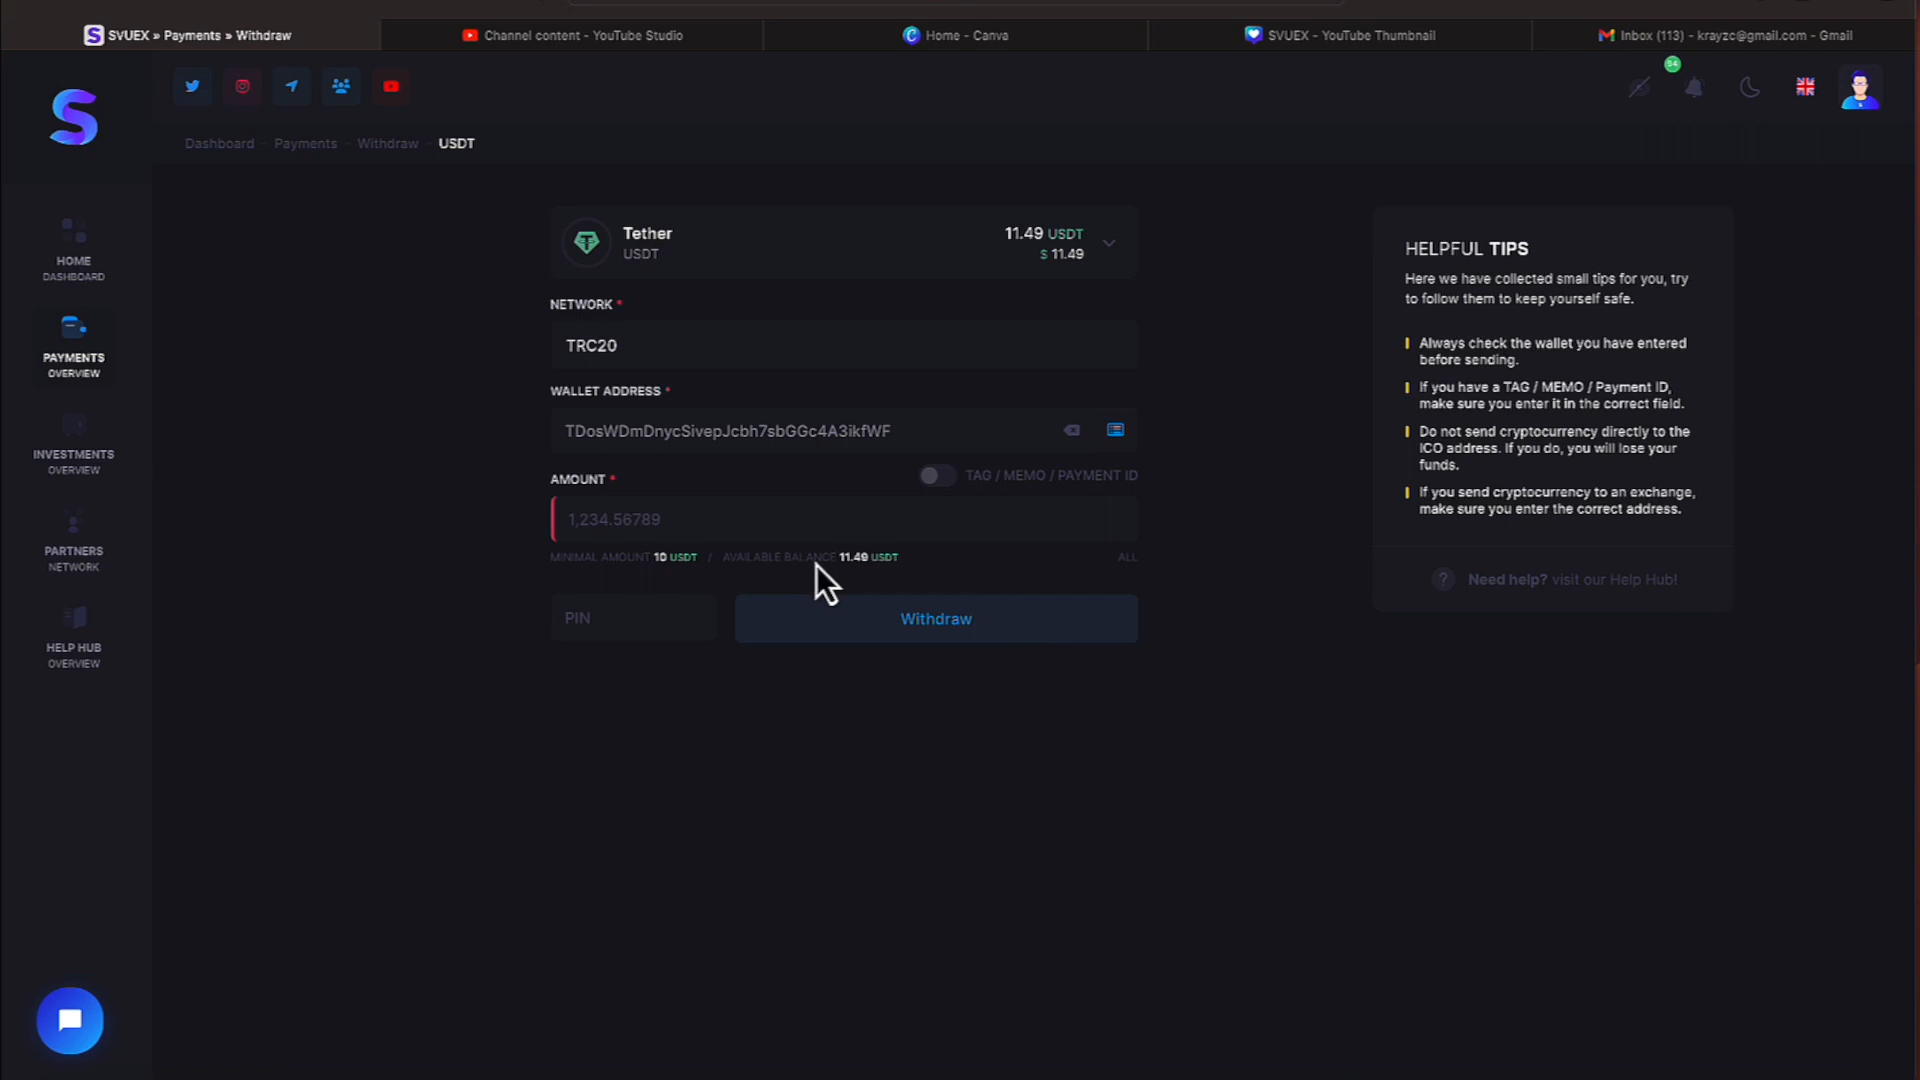 SVUEX » Payments » Withdraw
Channel content - YouTube Studio
Home - Canva
SVUEX - YouTube Thumbnail
Inbox (113) - krayzc@gmail.com - Gmail
94
Dashboard - Payments - Withdraw - USDT
HOME
DASHBOARD
PAYMENTS
OVERVIEW
INVESTMENTS
OVERVIEW
PARTNERS
NETWORK
HELP HUB
OVERVIEW
Tether
USDT
11.49 USDT
$ 11.49
NETWORK *
TRC20
WALLET ADDRESS *
TDosWDmDnycSivepJcbh7sbGGc4A3ikfWF
AMOUNT *
TAG / MEMO / PAYMENT ID
1,234.56789
MINIMAL AMOUNT 10 USDT / AVAILABLE BALANCE 11.49 USDT
ALL
PIN
Withdraw
HELPFUL TIPS
Here we have collected small tips for you, try
to follow them to keep yourself safe.
Always check the wallet you have entered
before sending.
If you have a TAG / MEMO / Payment ID,
make sure you enter it in the correct field.
Do not send cryptocurrency directly to the
ICO address. If you do, you will lose your
funds.
If you send cryptocurrency to an exchange,
make sure you enter the correct address.
? Need help? visit our Help Hub!